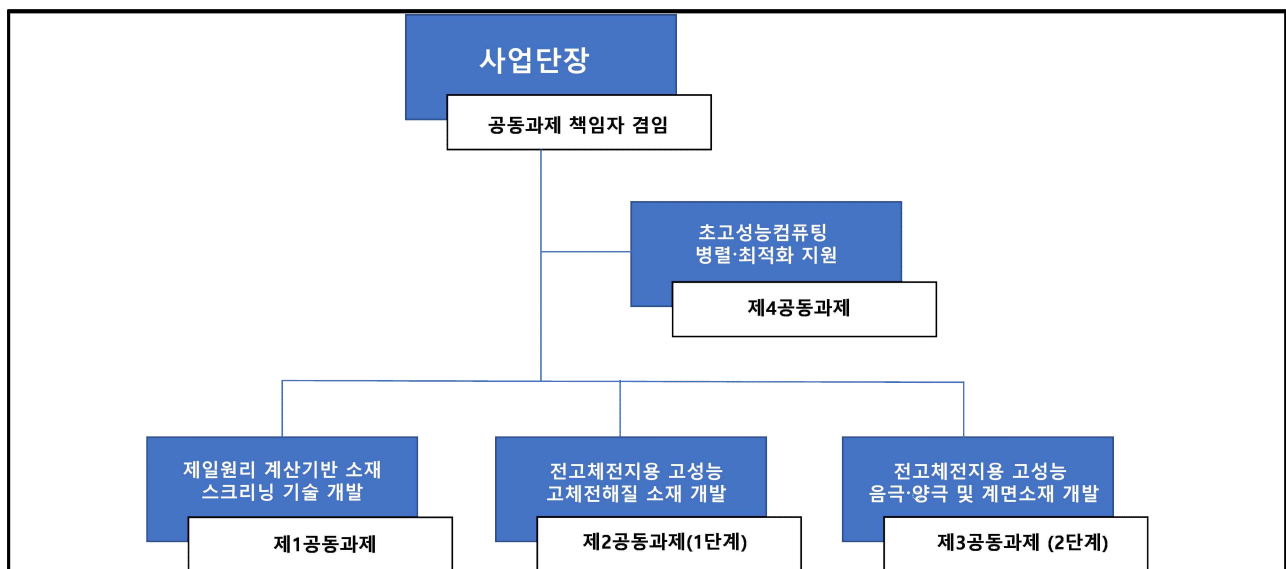 사업단장
공동과제 책임자 겸임
초고성능컴퓨팅
병렬·최적화 지원
제4공동과제
제일원리 계산기반 소재
스크리닝 기술 개발
제1공동과제
전고체전지용 고성능
고체전해질 소재 개발
제2공동과제(1단계)
전고체전지용 고성능
음극·양극 및 계면소재 개발
제3공동과제 (2단계)